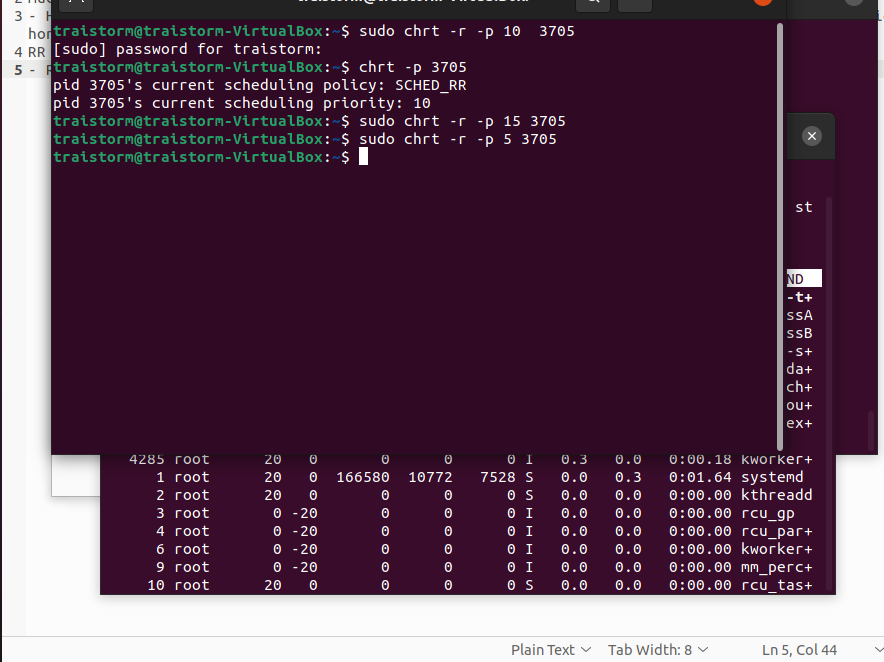 3 - H
hor
4 RR
5 - R
traistorm@traistorm-VirtualBox:~$ sudo chrt -r -p 10  3705
[sudo] password for traistorm:
traistorm@traistorm-VirtualBox:~$ chrt -p 3705
pid 3705's current scheduling policy: SCHED_RR
pid 3705's current scheduling priority: 10
traistorm@traistorm-VirtualBox:~$ sudo chrt -r -p 15 3705
traistorm@traistorm-VirtualBox:~$ sudo chrt -r -p 5 3705
traistorm@traistorm-VirtualBox:~$
st
ND
-t+
ssA
ssB
-s+
da+
ch+
ou+
ex+
4285 root 20 0 0 0 0 I 0.3 0.0 0:00.18 kworker+
1 root 20 0 166580 10772 7528 S 0.0 0.3 0:01.64 systemd
2 root 20 0 0 0 0 S 0.0 0.0 0:00.00 kthreadd
3 root 0 -20 0 0 0 I 0.0 0.0 0:00.00 rcu_gp
4 root 0 -20 0 0 0 I 0.0 0.0 0:00.00 rcu_par+
6 root 0 -20 0 0 0 I 0.0 0.0 0:00.00 kworker+
9 root 0 -20 0 0 0 I 0.0 0.0 0:00.00 mm_perc+
10 root 20 0 0 0 0 S 0.0 0.0 0:00.00 rcu_tas+
Plain Text Tab Width: 8 Ln 5, Col 44